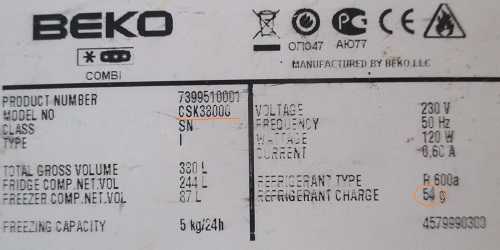 BEKO
COMBI
ОП047 АЮ77
MANUFACTURED BY BEKO.LLC
PRODUCT NUMBER 7399510001
MODEL NO CSK38000
CLASS SN
TYPE I
TOTAL GROSS VOLUME 380 L
FRIDGE COMP.NET.VOL 244 L
FREEZER COMP.NET.VOL 87 L
FREEZING CAPACITY 5 kg/24h
VOLTAGE 230 V
FREQUENCY 50 Hz
WATTAGE 120 W
CURRENT 0,60 A
REFRIGERANT TYPE R 600a
REFRIGERANT CHARGE 54 g
4579990300